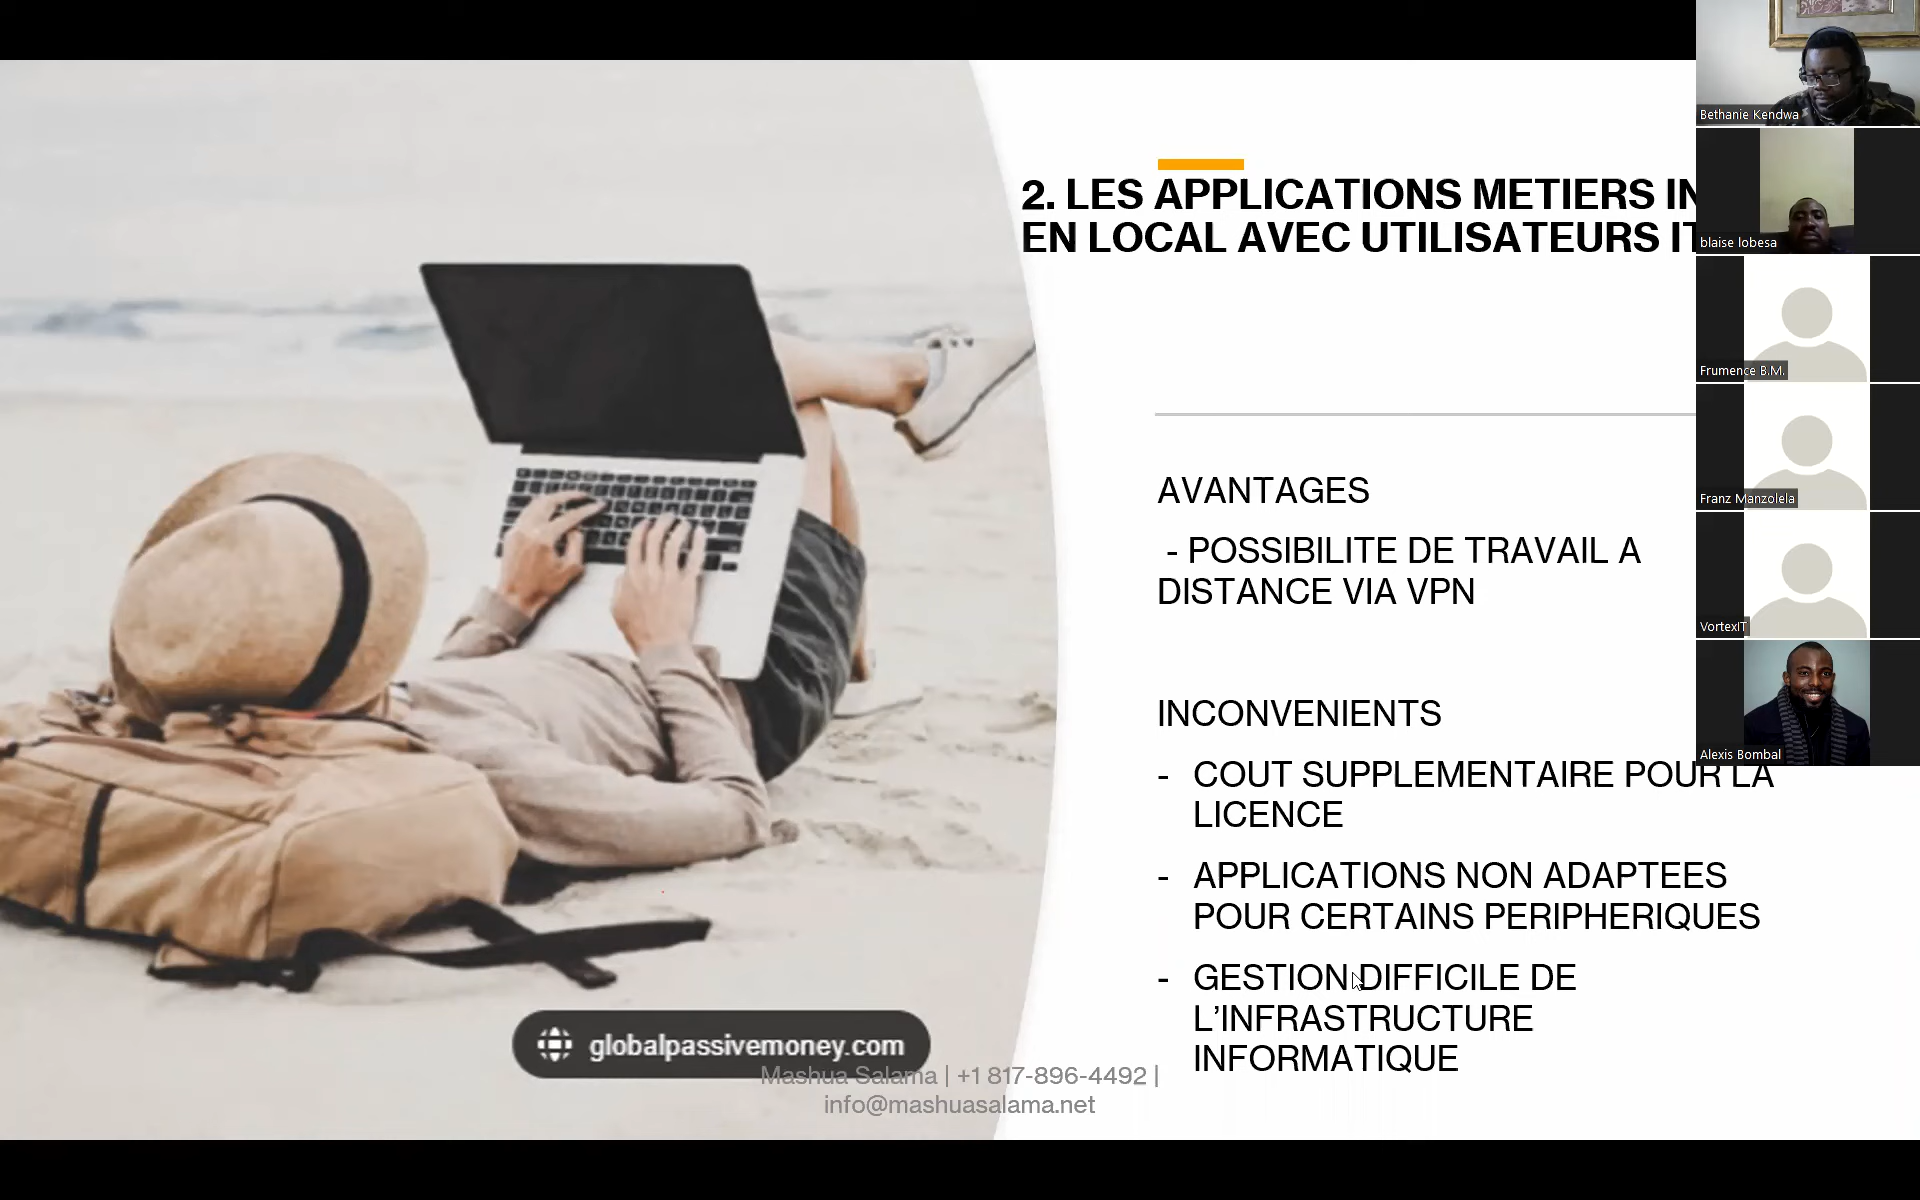 2. LES APPLICATIONS METIERS
EN LOCAL AVEC UTILISATEURS
AVANTAGES
- POSSIBILITE DE TRAVAIL A
DISTANCE VIA VPN
INCONVENIENTS
- COUT SUPPLEMENTAIRE POUR LA
LICENCE
- APPLICATIONS NON ADAPTEES
POUR CERTAINS PERIPHERIQUES
- GESTION DIFFICILE DE
L'INFRASTRUCTURE
INFORMATIQUE
globalpassivemoney.com
Mashua Salama | +1 817-896-4492 |
info@mashuasalama.net
Bethanie Kendwa
blaise lobesa
Frumence B.M.
Franz Manzolela
VortexIT
Alexis Bombal